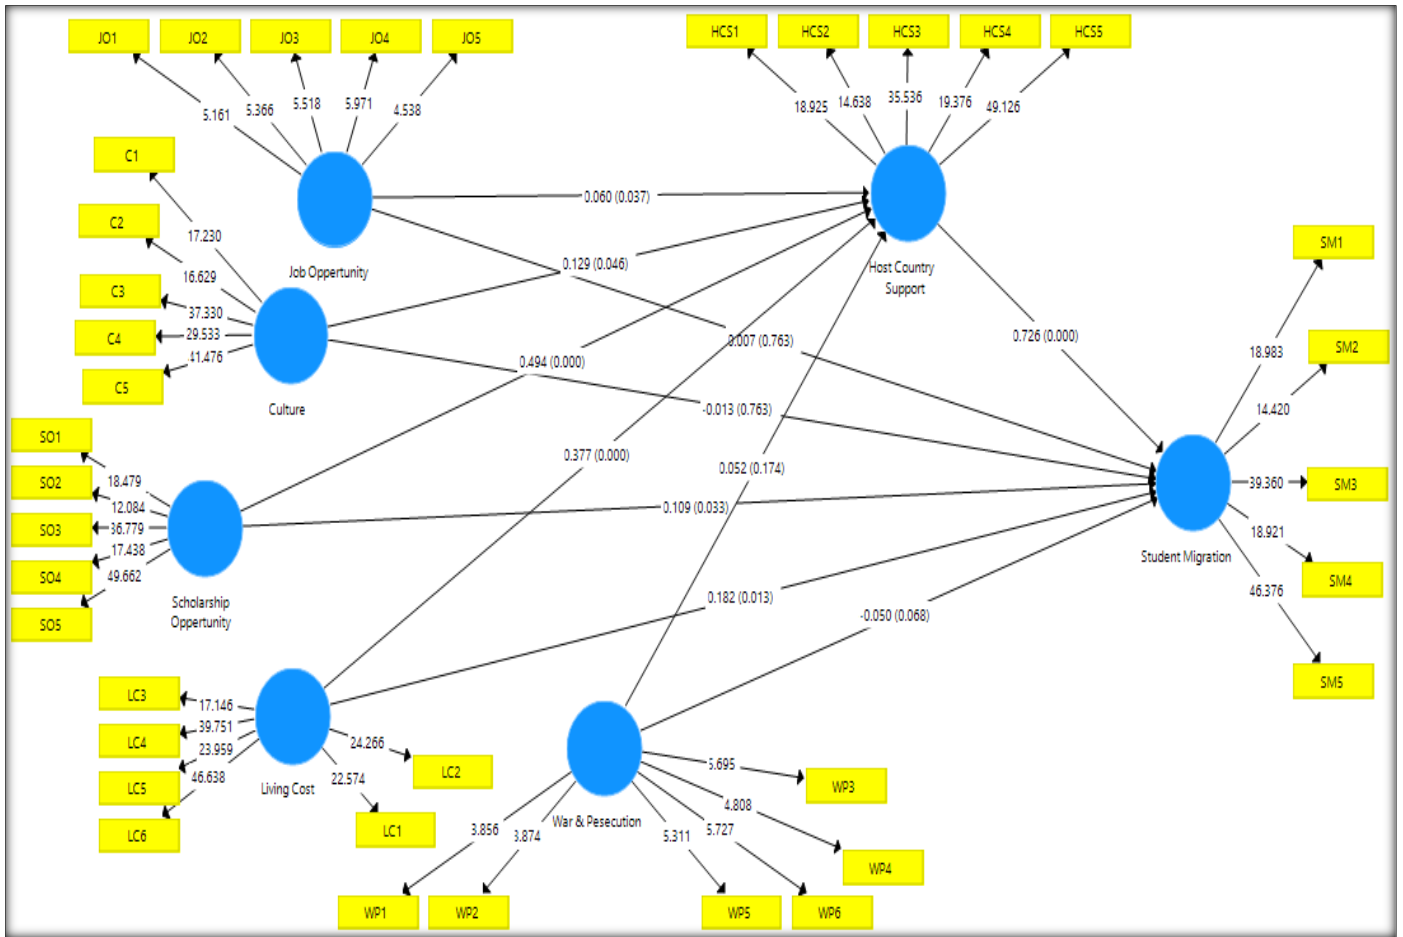 JO1
JO2
JO3
JO4
JO5
HCS1
HCS2
HCS3
HCS4
HCS5
5.161
5.366
5.518
5.971
4.538
18.925
14.638
35.536
19.376
49.126
C1
C2
C3
C4
C5
17.230
16.629
37.330
29.533
41.476
Job Oppertunity
Culture
0.060 (0.037)
0.129 (0.046)
0.007 (0.763)
0.494 (0.000)
-0.013 (0.763)
0.377 (0.000)
0.052 (0.174)
0.109 (0.033)
0.182 (0.013)
-0.050 (0.068)
0.726 (0.000)
Host Country
Support
SM1
SM2
SM3
SM4
SM5
18.983
14.420
39.360
18.921
46.376
Student Migration
SO1
SO2
SO3
SO4
SO5
18.479
12.084
36.779
17.438
49.662
Scholarship
Oppertunity
LC3
LC4
LC5
LC6
17.146
39.751
23.959
46.638
Living Cost
24.266
22.574
LC2
LC1
War & Pesecution
5.695
4.808
3.856
3.874
5.311
5.727
WP3
WP4
WP1
WP2
WP5
WP6